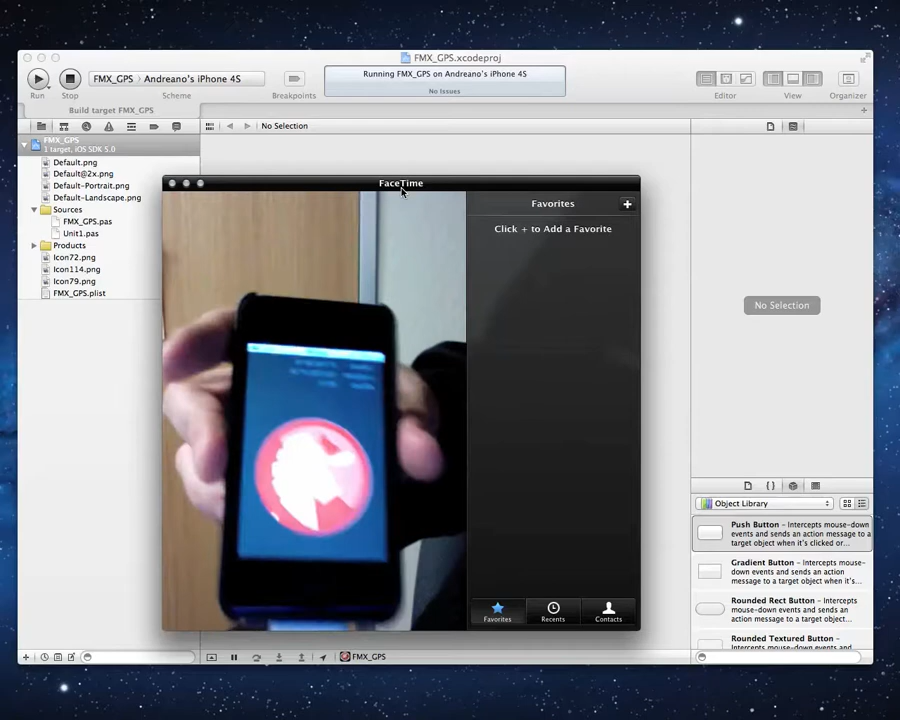 FMX_GPS.xcodeproj
FMX_GPS › Andreano's iPhone 4S
Running FMX_GPS on Andreano's iPhone 4S
No Issues
Run
Stop
Scheme
Breakpoints
Editor
View
Organizer
Build target FMX_GPS
No Selection
FMX_GPS
1 target, iOS SDK 5.0
Default.png
Default@2x.png
Default-Portrait.png
Default-Landscape.png
Sources
FMX_GPS.pas
Unit1.pas
Products
Icon72.png
Icon114.png
Icon79.png
FMX_GPS.plist
FaceTime
Favorites
Click + to Add a Favorite
Favorites
Recents
Contacts
No Selection
Object Library
Push Button – Intercepts mouse-down
events and sends an action message to a
target object when it's clicked or...
Gradient Button – Intercepts mouse-
down events and sends an action
message to a target object when it's...
Rounded Rect Button – Intercepts
mouse-down events and sends an
action message to a target object...
Rounded Textured Button –
Intercepts mouse-down events and
FMX_GPS